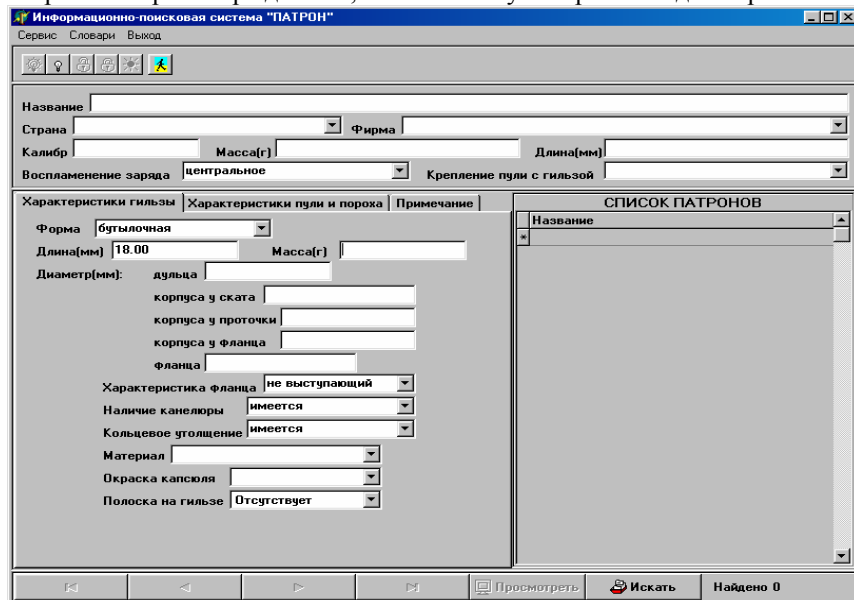 Информационно-поисковая система "ПАТРОН"
Сервис Словари Выход
Название
Страна Фирма
Калибр Масса(г) Длина(мм)
Воспламенение заряда центральное Крепление пули с гильзой
Характеристики гильзы Характеристики пули и пороха Примечание
СПИСОК ПАТРОНОВ
Название
Форма бутылочная
Длина(мм) 18.00 Масса(г)
Диаметр(мм): дульца
корпуса у ската
корпуса у проточки
корпуса у фланца
фланца
Характеристика фланца не выступающий
Наличие канелюры имеется
Кольцевое утолщение имеется
Материал
Окраска капсюля
Полоска на гильзе Отсутствует
Просмотреть Искать Найдено 0